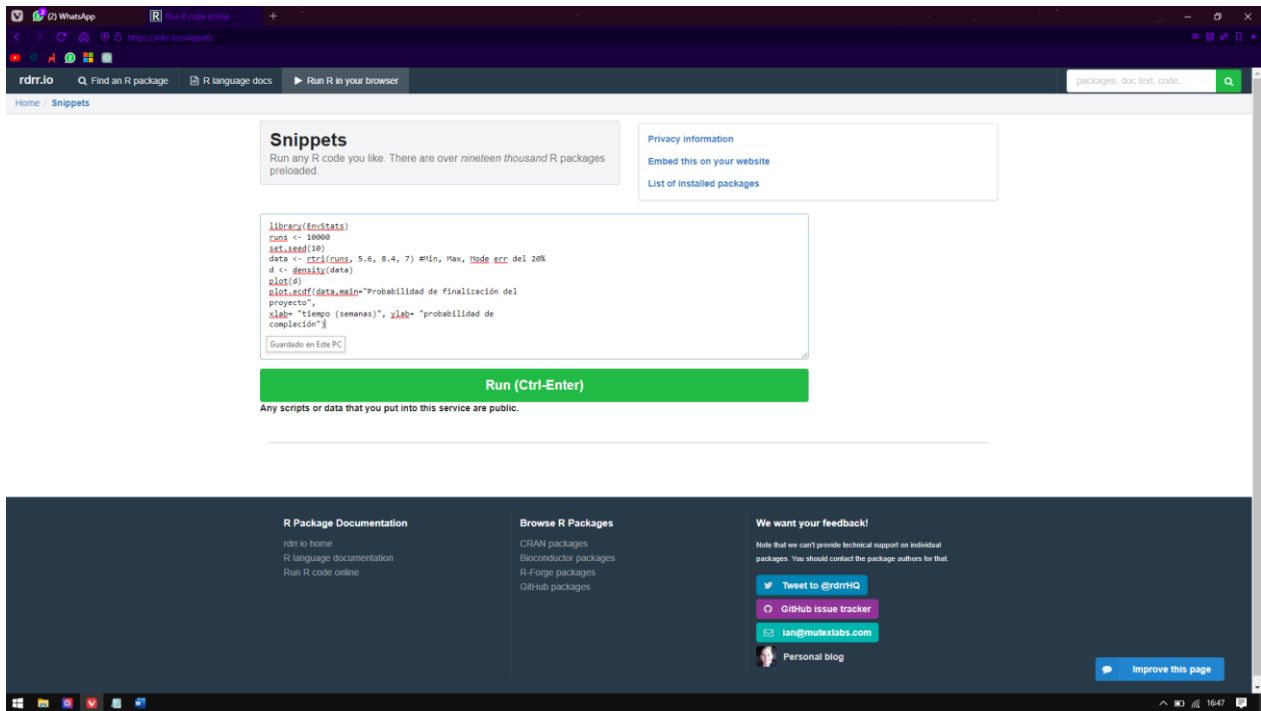 (2) WhatsApp
Run R code online
https://rdrr.io/snippets
rdrr.io
Find an R package
R language docs
Run R in your browser
packages, doc text, code...
Home / Snippets
Snippets
Run any R code you like. There are over nineteen thousand R packages
preloaded.
Privacy information
Embed this on your website
List of installed packages
library(EnvStats)
runs <- 10000
set.seed(10)
data <- rtri(runs, 5.6, 8.4, 7) #Min, Max, Mode err del 20%
d <- density(data)
plot(d)
plot.ecdf(data,main="Probabilidad de finalización del
proyecto",
xlab= "tiempo (semanas)", ylab= "probabilidad de
compleción")
Guardado en Este PC
Run (Ctrl-Enter)
Any scripts or data that you put into this service are public.
R Package Documentation
rdrr.io home
R language documentation
Run R code online
Browse R Packages
CRAN packages
Bioconductor packages
R-Forge packages
GitHub packages
We want your feedback!
Note that we can't provide technical support on individual
packages. You should contact the package authors for that.
Tweet to @rdrrHQ
GitHub issue tracker
ian@mutexlabs.com
Personal blog
Improve this page
16:47